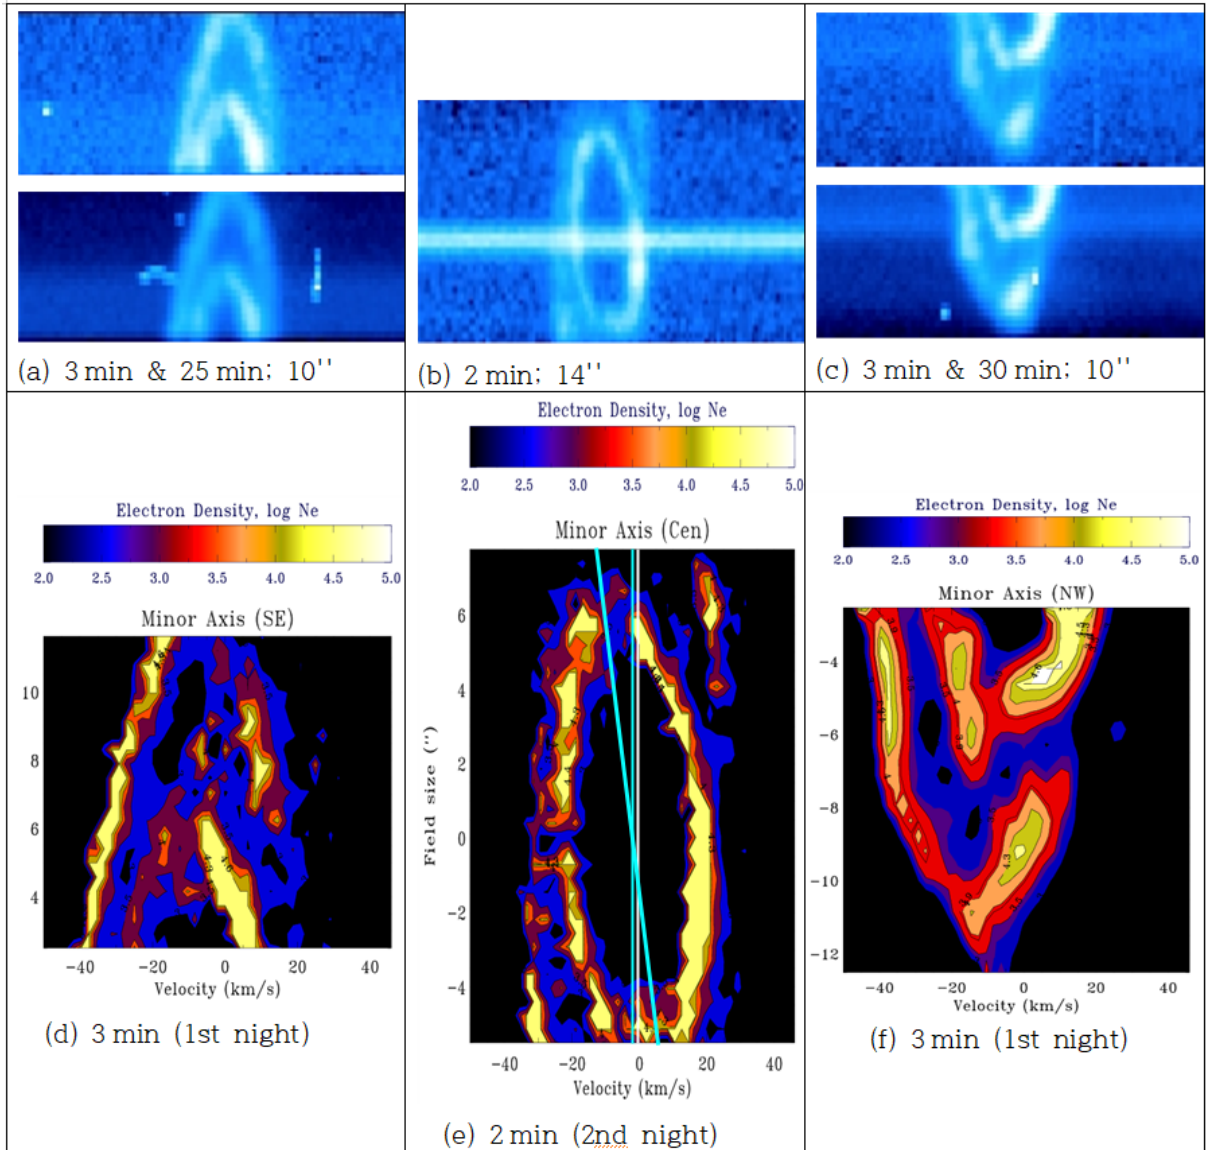 (a) 3 min & 25 min; 10''
(b) 2 min; 14''
(c) 3 min & 30 min; 10''
Electron Density, log Ne
2.0 2.5 3.0 3.5 4.0 4.5 5.0
Minor Axis (SE)
10
8
6
4
-40 -20 0 20 40
Velocity (km/s)
(d) 3 min (1st night)
Electron Density, log Ne
2.0 2.5 3.0 3.5 4.0 4.5 5.0
Minor Axis (Cen)
Field size ('')
6
4
2
0
-2
-4
-40 -20 0 20 40
Velocity (km/s)
(e) 2 min (2nd night)
Electron Density, log Ne
2.0 2.5 3.0 3.5 4.0 4.5 5.0
Minor Axis (NW)
-4
-6
-8
-10
-12
4.6
4.3
-40 -20 0 20 40
Velocity (km/s)
(f) 3 min (1st night)